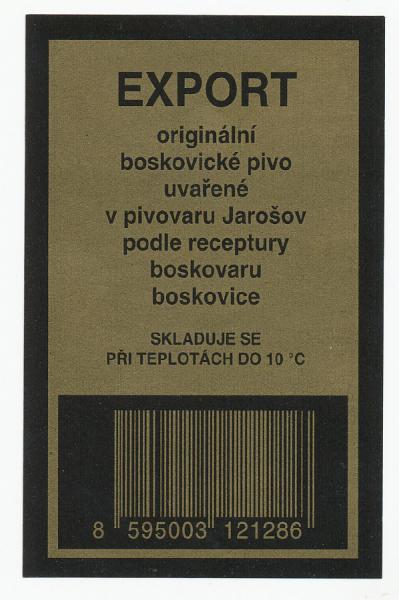 EXPORT
originální
boskovické pivo
uvařené
v pivovaru Jarošov
podle receptury
boskovaru
boskovice
SKLADUJE SE
PŘI TEPLOTÁCH DO 10 °C
8 595003 121286